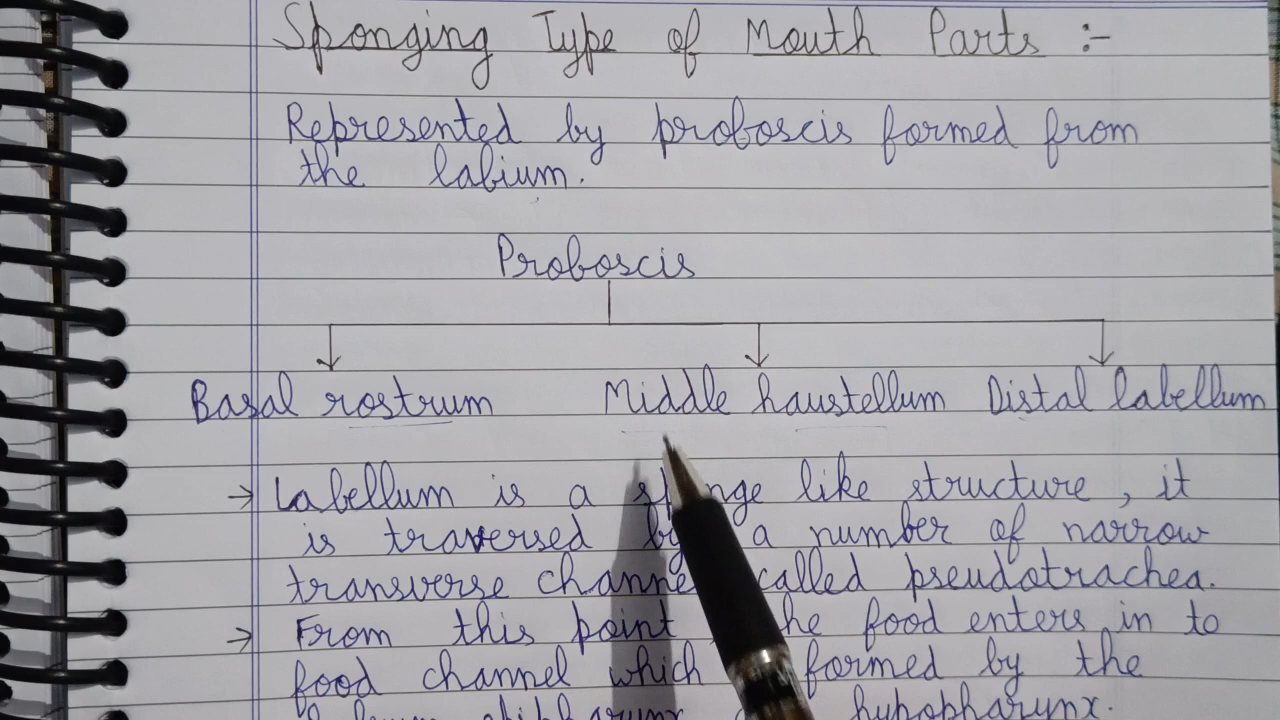 Sponging Type of Mouth Parts :-
Represented by proboscis formed from
the labium.
Proboscis
Basal rostrum Middle haustellum Distal labellum
→ Labellum is a sponge like structure, it
is traversed by a number of narrow
transverse channel called pseudotrachea.
→ From this point, the food enters in to
food channel which formed by the
hypopharynx.